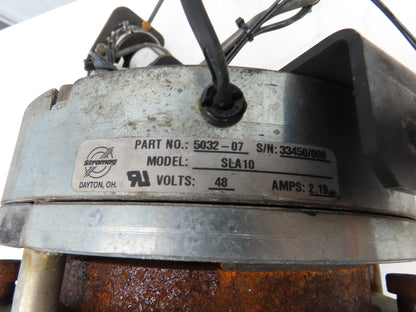 PART NO.: 5032-07 S/N: 33450/006
MODEL: SLA10
Stromag
DAYTON, OH.
VOLTS: 48 AMPS: 2.19